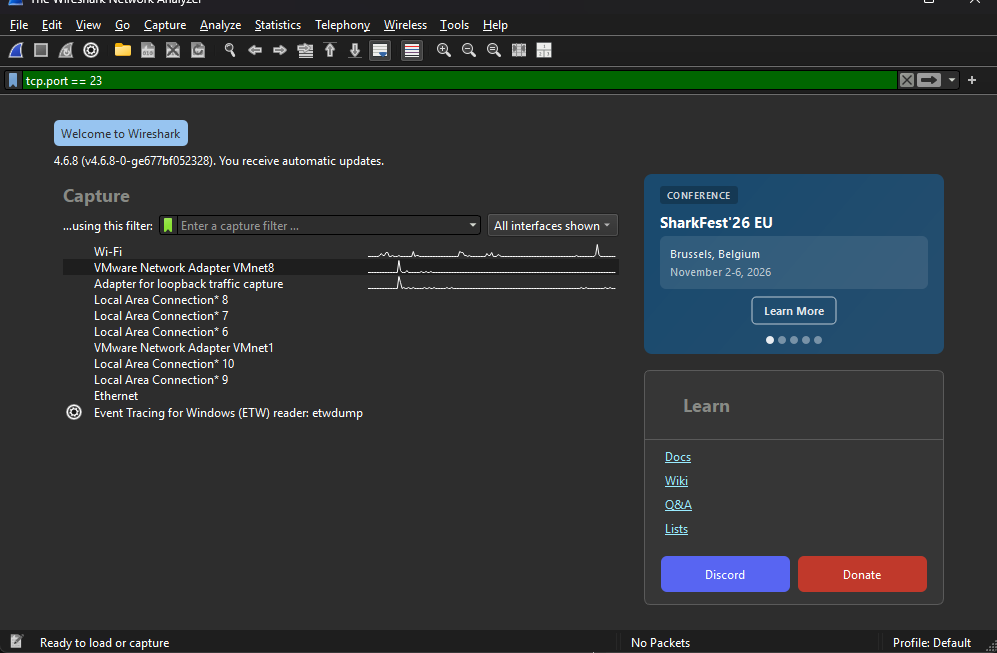 The Wireshark Network Analyzer
File Edit View Go Capture Analyze Statistics Telephony Wireless Tools Help
tcp.port == 23
Welcome to Wireshark
4.6.8 (v4.6.8-0-ge677bf052328). You receive automatic updates.
Capture
...using this filter: Enter a capture filter ... All interfaces shown
Wi-Fi
VMware Network Adapter VMnet8
Adapter for loopback traffic capture
Local Area Connection* 8
Local Area Connection* 7
Local Area Connection* 6
VMware Network Adapter VMnet1
Local Area Connection* 10
Local Area Connection* 9
Ethernet
Event Tracing for Windows (ETW) reader: etwdump
CONFERENCE
SharkFest'26 EU
Brussels, Belgium
November 2-6, 2026
Learn More
Learn
Docs
Wiki
Q&A
Lists
Discord Donate
Ready to load or capture No Packets Profile: Default